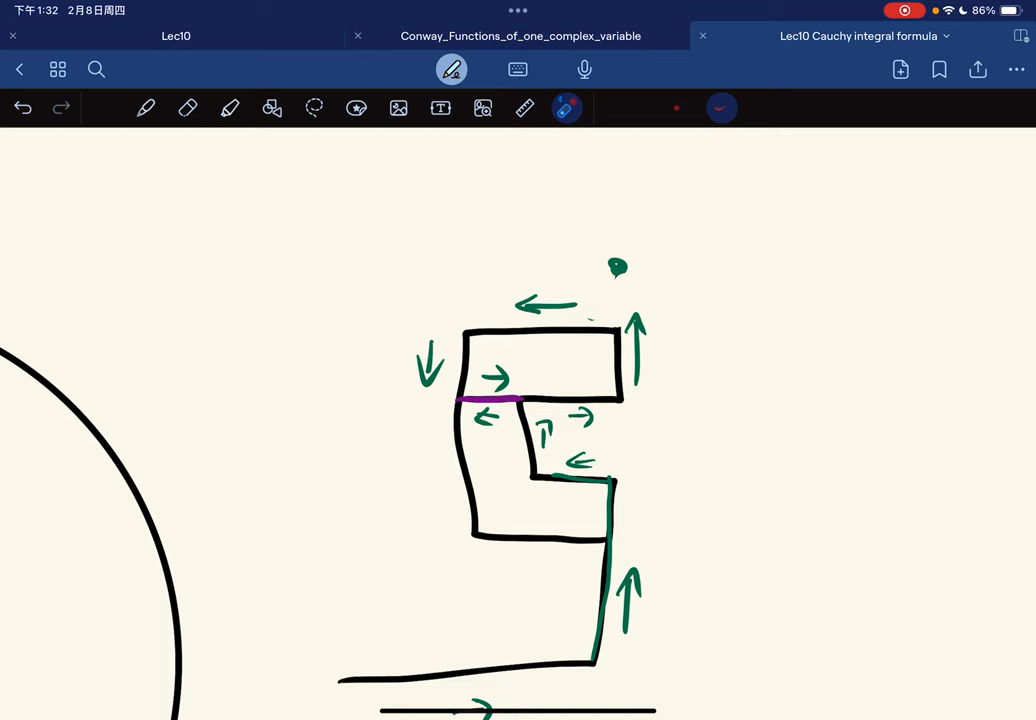 下午1:32 2月8日周四
86%
Lec10
Conway_Functions_of_one_complex_variable
Lec10 Cauchy integral formula